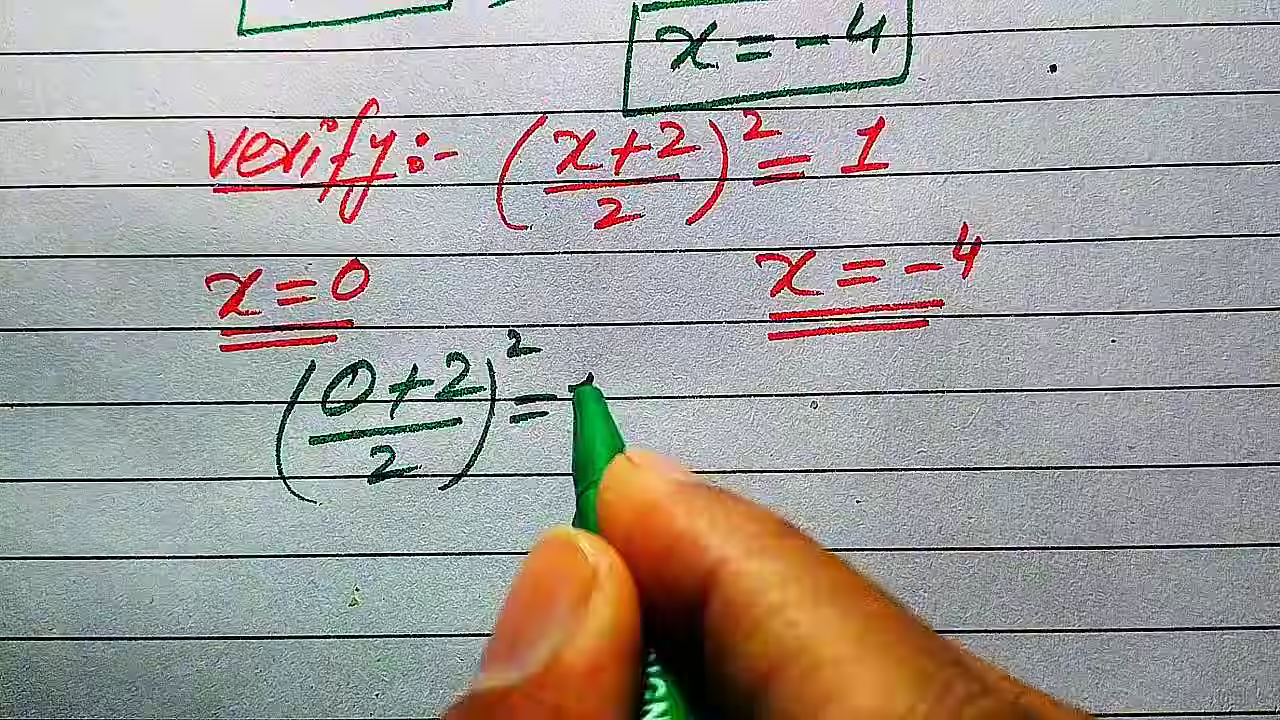 x = -4
verify:- ((x+2)/2)² = 1
x = 0
x = -4
((0+2)/2)² =